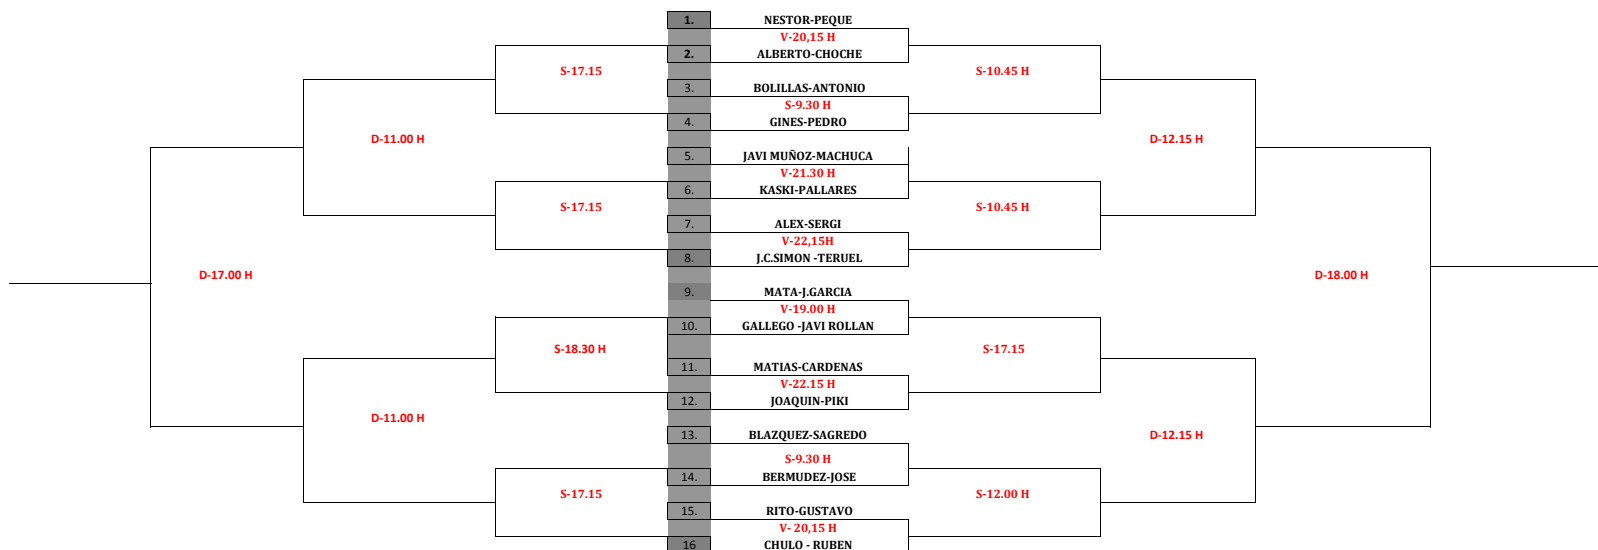 1. NESTOR-PEQUE
V-20,15 H
2. ALBERTO-CHOCHE
S-17.15 S-10.45 H
3. BOLILLAS-ANTONIO
S-9.30 H
4. GINES-PEDRO
D-11.00 H D-12.15 H
5. JAVI MUÑOZ-MACHUCA
V-21.30 H
6. KASKI-PALLARES
S-17.15 S-10.45 H
7. ALEX-SERGI
V-22,15H
8. J.C.SIMON -TERUEL
D-17.00 H D-18.00 H
9. MATA-J.GARCIA
V-19.00 H
10. GALLEGO -JAVI ROLLAN
S-18.30 H S-17.15
11. MATIAS-CARDENAS
V-22.15 H
12. JOAQUIN-PIKI
D-11.00 H D-12.15 H
13. BLAZQUEZ-SAGREDO
S-9.30 H
14. BERMUDEZ-JOSE
S-17.15 S-12.00 H
15. RITO-GUSTAVO
V- 20,15 H
16 CHULO - RUBEN